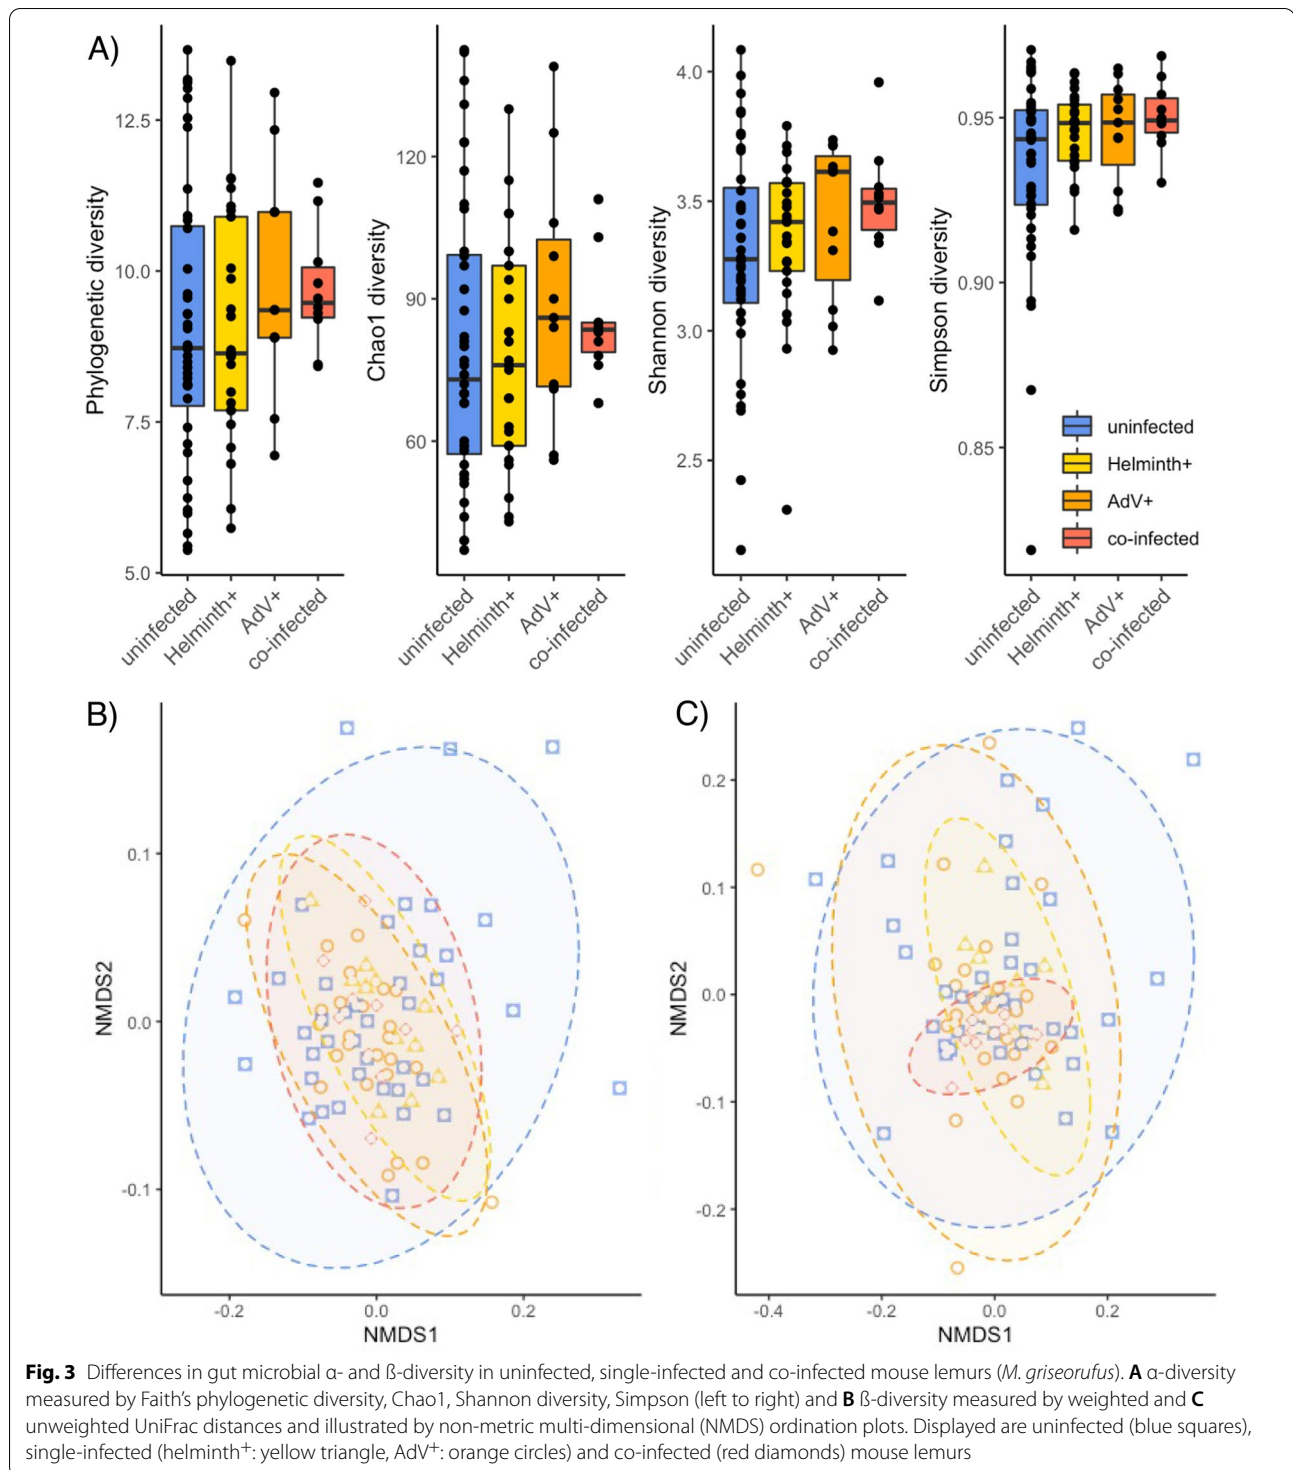 A)
Phylogenetic diversity
12.5
10.0
7.5
5.0
uninfected
Helminth+
AdV+
co-infected
Chao1 diversity
120
90
60
uninfected
Helminth+
AdV+
co-infected
Shannon diversity
4.0
3.5
3.0
2.5
uninfected
Helminth+
AdV+
co-infected
Simpson diversity
0.95
0.90
0.85
uninfected
Helminth+
AdV+
co-infected
uninfected
Helminth+
AdV+
co-infected
B)
NMDS2
0.1
0.0
-0.1
-0.2
0.0
0.2
NMDS1
C)
NMDS2
0.2
0.1
0.0
-0.1
-0.2
-0.4
-0.2
0.0
0.2
NMDS1
Fig. 3 Differences in gut microbial α- and ß-diversity in uninfected, single-infected and co-infected mouse lemurs (M. griseorufus). A α-diversity
measured by Faith's phylogenetic diversity, Chao1, Shannon diversity, Simpson (left to right) and B ß-diversity measured by weighted and C
unweighted UniFrac distances and illustrated by non-metric multi-dimensional (NMDS) ordination plots. Displayed are uninfected (blue squares),
single-infected (helminth⁺: yellow triangle, AdV⁺: orange circles) and co-infected (red diamonds) mouse lemurs